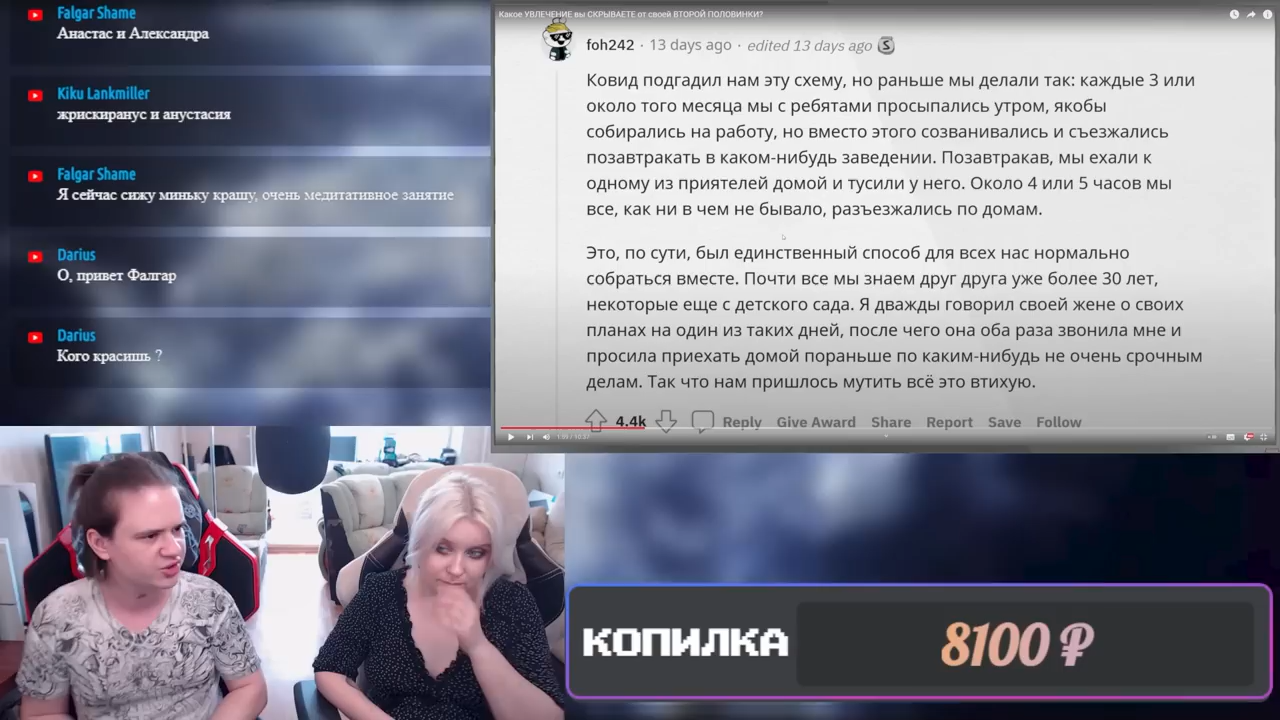 Falgar Shame
Анастас и Александра
Kiku Lankmiller
жрискиранус и анустасия
Falgar Shame
Я сейчас сижу миньку крашу, очень медитативное занятие
Darius
О, привет Фалгар
Darius
Кого красишь ?
Какое УВЛЕЧЕНИЕ вы СКРЫВАЕТЕ от своей ВТОРОЙ ПОЛОВИНКИ?
foh242 · 13 days ago · edited 13 days ago
Ковид подгадил нам эту схему, но раньше мы делали так: каждые 3 или
около того месяца мы с ребятами просыпались утром, якобы
собирались на работу, но вместо этого созванивались и съезжались
позавтракать в каком-нибудь заведении. Позавтракав, мы ехали к
одному из приятелей домой и тусили у него. Около 4 или 5 часов мы
все, как ни в чем не бывало, разъезжались по домам.
Это, по сути, был единственный способ для всех нас нормально
собраться вместе. Почти все мы знаем друг друга уже более 30 лет,
некоторые еще с детского сада. Я дважды говорил своей жене о своих
планах на один из таких дней, после чего она оба раза звонила мне и
просила приехать домой пораньше по каким-нибудь не очень срочным
делам. Так что нам пришлось мутить всё это втихую.
4.4k Reply Give Award Share Report Save Follow
КОПИЛКА
8100 ₽